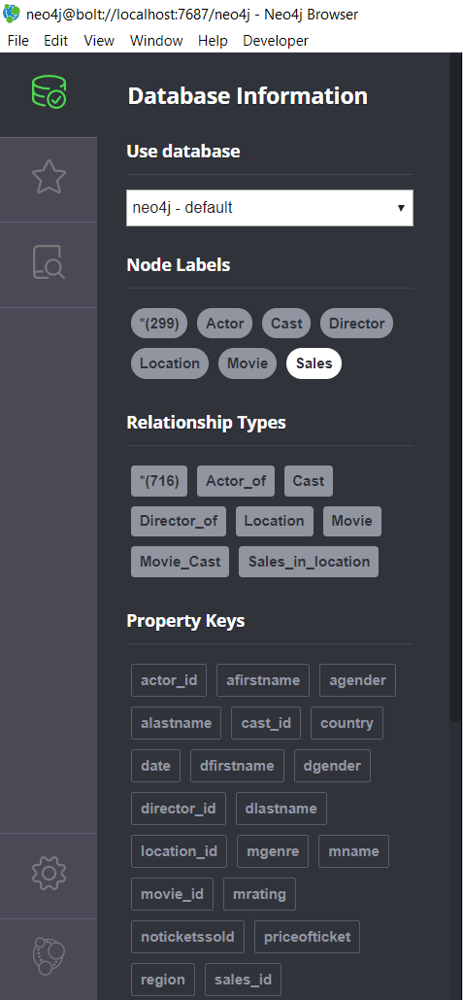 neo4j@bolt://localhost:7687/neo4j - Neo4j Browser
File Edit View Window Help Developer
Database Information
Use database
neo4j - default
Node Labels
*(299) Actor Cast Director
Location Movie Sales
Relationship Types
*(716) Actor_of Cast
Director_of Location Movie
Movie_Cast Sales_in_location
Property Keys
actor_id afirstname agender
alastname cast_id country
date dfirstname dgender
director_id dlastname
location_id mgenre mname
movie_id mrating
noticketssold priceofticket
region sales_id